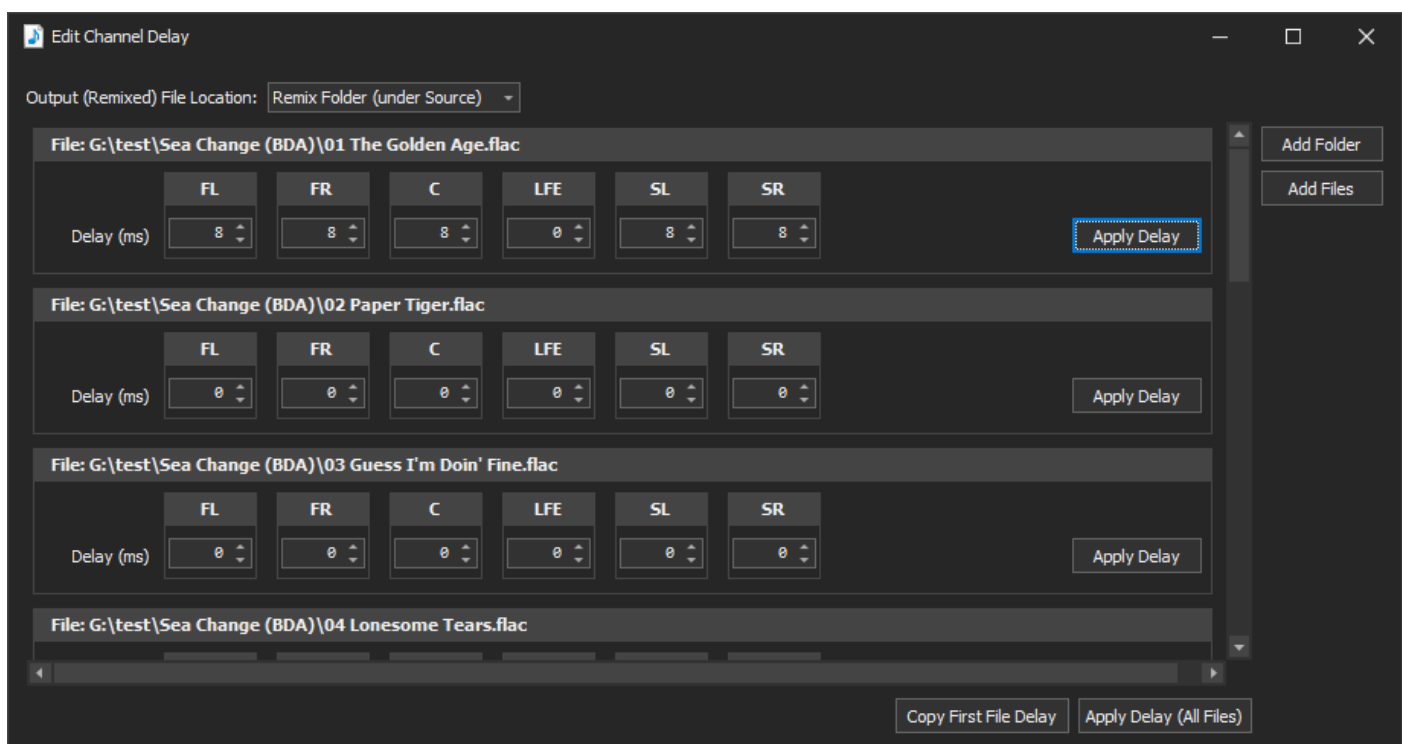 Edit Channel Delay
Output (Remixed) File Location: Remix Folder (under Source)
File: G:\test\Sea Change (BDA)\01 The Golden Age.flac
Add Folder
Add Files
FL FR C LFE SL SR
Delay (ms) 8 8 8 0 8 8 Apply Delay
File: G:\test\Sea Change (BDA)\02 Paper Tiger.flac
FL FR C LFE SL SR
Delay (ms) 0 0 0 0 0 0 Apply Delay
File: G:\test\Sea Change (BDA)\03 Guess I'm Doin' Fine.flac
FL FR C LFE SL SR
Delay (ms) 0 0 0 0 0 0 Apply Delay
File: G:\test\Sea Change (BDA)\04 Lonesome Tears.flac
Copy First File Delay Apply Delay (All Files)